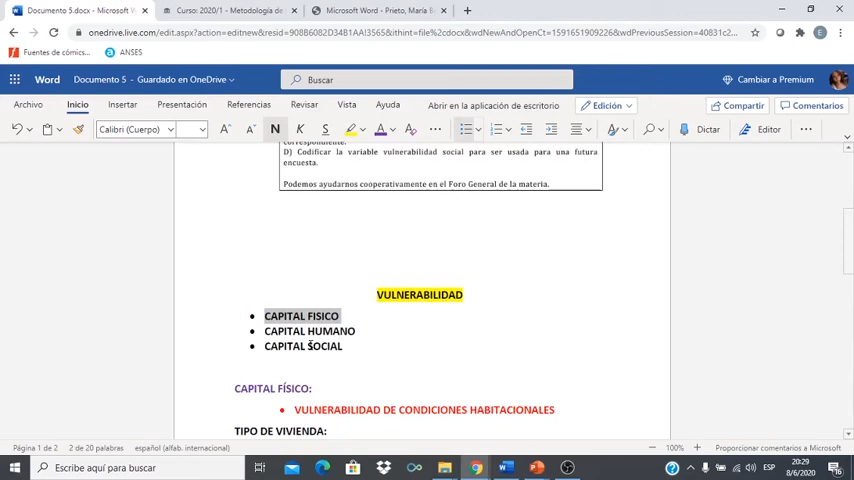 Documento 5.docx - Microsoft W
Curso: 2020/1 - Metodología de
Microsoft Word - Prieto, María B
onedrive.live.com/edit.aspx?action=editnew&resid=908B6082D34B1AAI3565&ithint=file%2cdocx&wdNewAndOpenCt=1591651909226&wdPreviousSession=40831c2...
E
Fuentes de cómics...
ANSES
Word
Documento 5 - Guardado en OneDrive
Buscar
Cambiar a Premium
Archivo
Inicio
Insertar
Presentación
Referencias
Revisar
Vista
Ayuda
Abrir en la aplicación de escritorio
Edición
Compartir
Comentarios
Calibri (Cuerpo)
N
K
S
Dictar
Editor
correspondiente.
D) Codificar la variable vulnerabilidad social para ser usada para una futura
encuesta.
Podemos ayudarnos cooperativamente en el Foro General de la materia.
VULNERABILIDAD
• CAPITAL FISICO
• CAPITAL HUMANO
• CAPITAL SOCIAL
CAPITAL FÍSICO:
• VULNERABILIDAD DE CONDICIONES HABITACIONALES
TIPO DE VIVIENDA:
Página 1 de 2
2 de 20 palabras
español (alfab. internacional)
100%
Proporcionar comentarios a Microsoft
Escribe aquí para buscar
ESP
20:29
8/6/2020